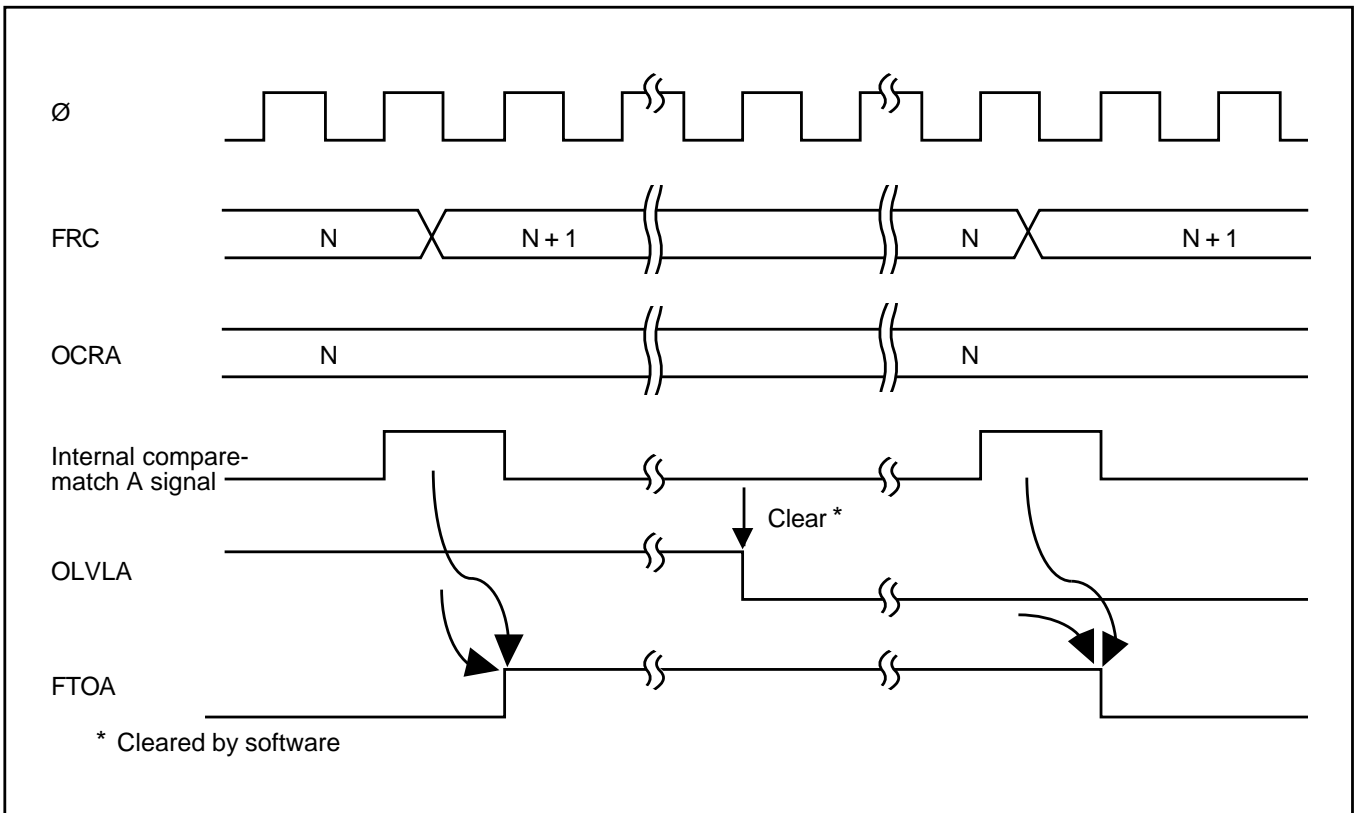 Ø
FRC N N + 1 N N + 1
OCRA N N
Internal compare-
match A signal
Clear *
OLVLA
FTOA
* Cleared by software